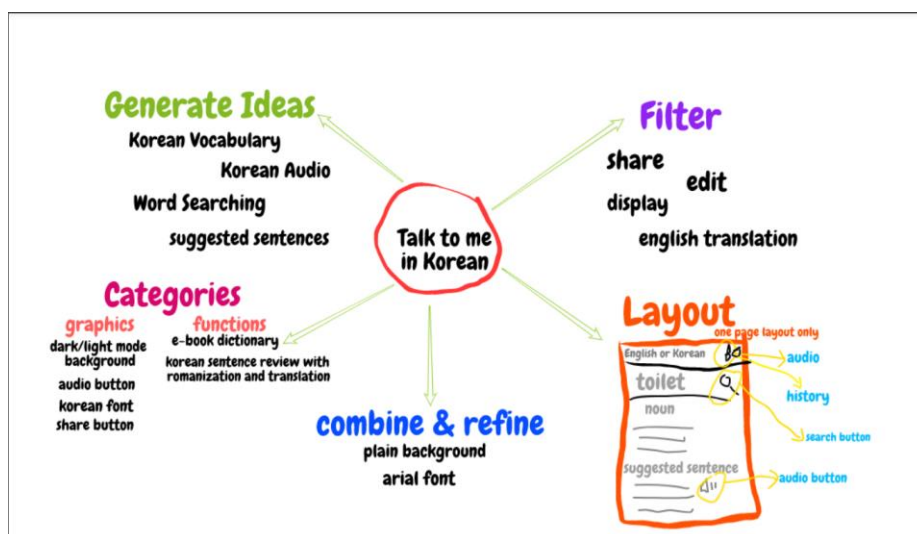 Generate Ideas
Korean Vocabulary
Korean Audio
Word Searching
suggested sentences
Filter
share
edit
display
english translation
Talk to me
in Korean
Categories
graphics
dark/light mode
background
audio button
korean font
share button
functions
e-book dictionary
korean sentence review with
romanization and translation
combine & refine
plain background
arial font
Layout
one page layout only
English or Korean
toilet
noun
suggested sentence
audio
history
search button
audio button